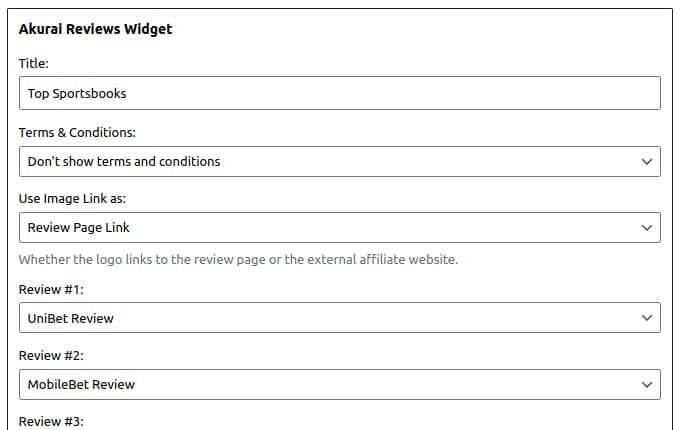 Akurai Reviews Widget
Title:
Top Sportsbooks
Terms & Conditions:
Don't show terms and conditions
Use Image Link as:
Review Page Link
Whether the logo links to the review page or the external affiliate website.
Review #1:
UniBet Review
Review #2:
MobileBet Review
Review #3: